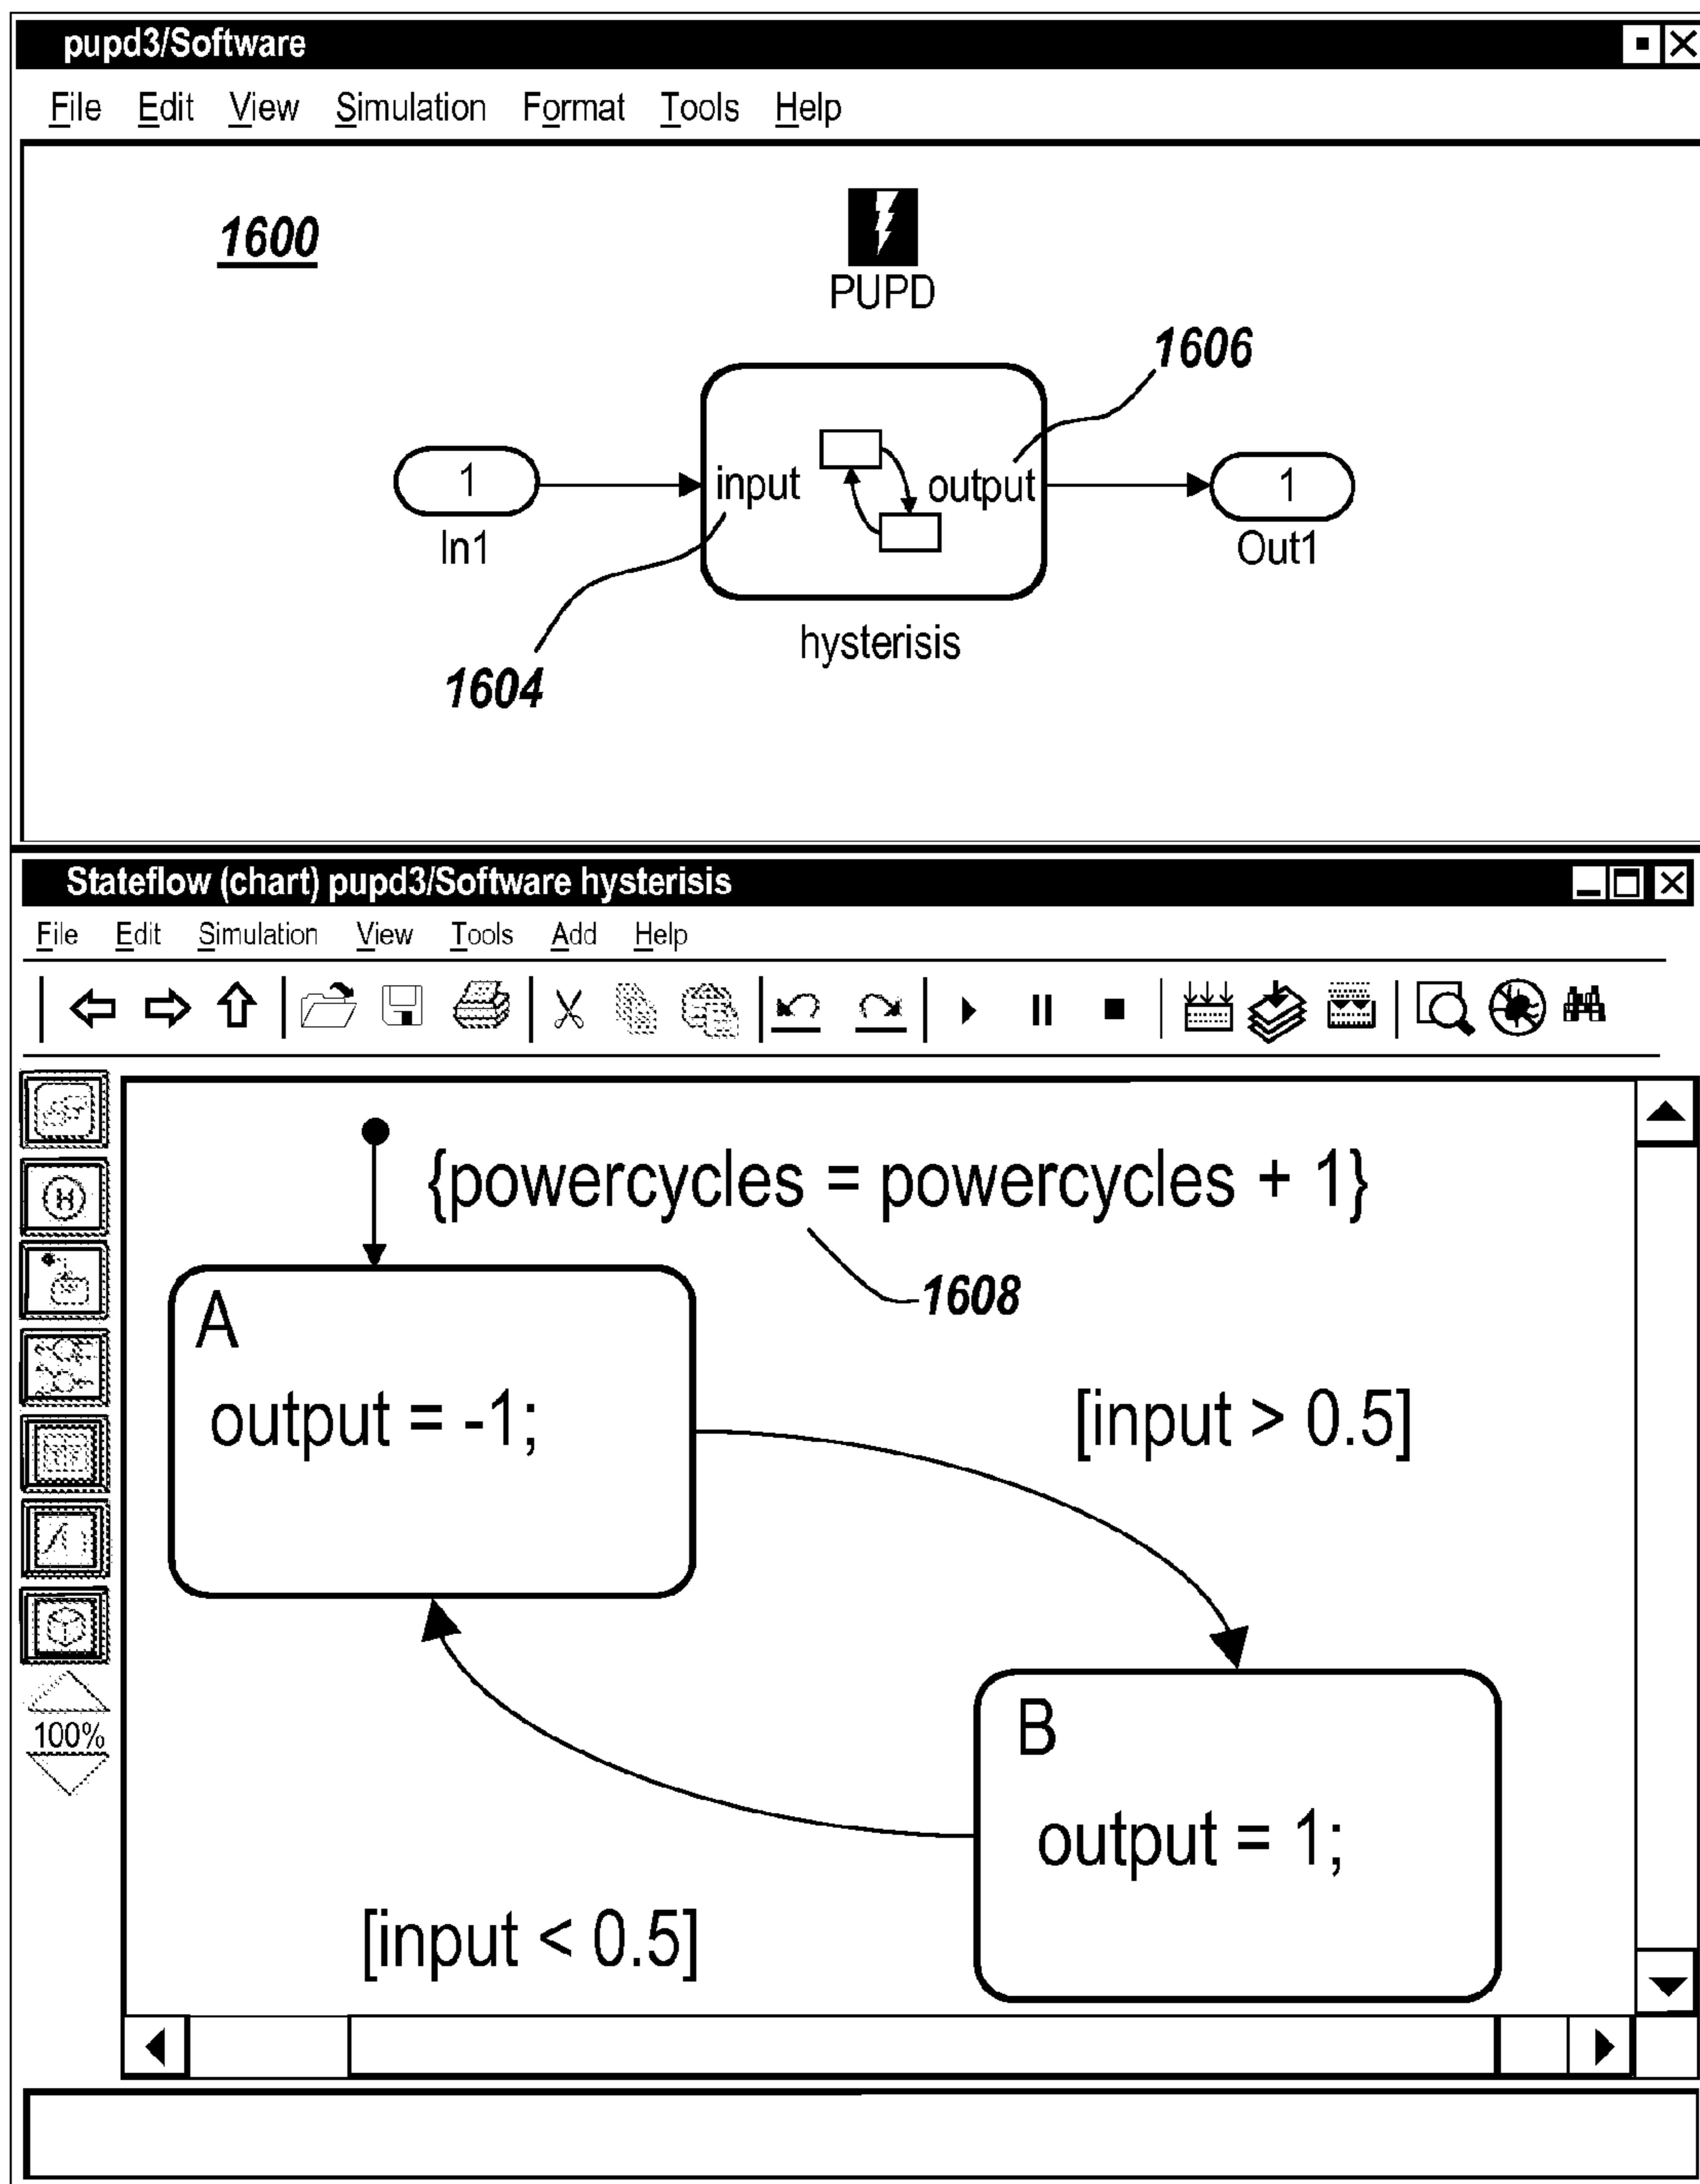 pupd3/Software
File Edit View Simulation Format Tools Help
1600
PUPD
1606
1
input
output
1
In1
Out1
hysterisis
1604
Stateflow (chart) pupd3/Software hysterisis
File Edit Simulation View Tools Add Help
H
{powercycles = powercycles + 1}
1608
A
output = -1;
[input > 0.5]
100%
B
output = 1;
[input < 0.5]